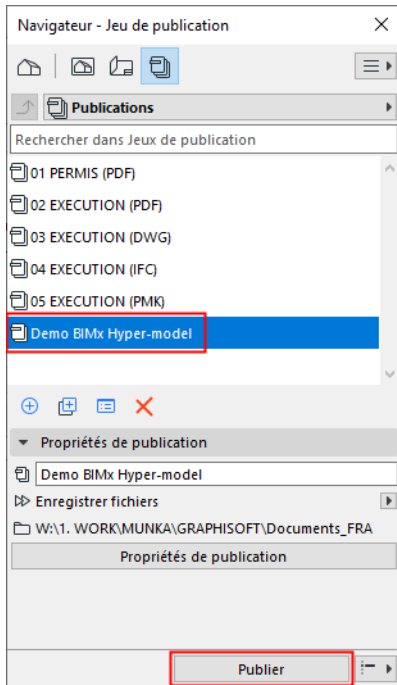 Navigateur - Jeu de publication
Publications
Rechercher dans Jeux de publication
01 PERMIS (PDF)
02 EXECUTION (PDF)
03 EXECUTION (DWG)
04 EXECUTION (IFC)
05 EXECUTION (PMK)
Demo BIMx Hyper-model
Propriétés de publication
Demo BIMx Hyper-model
Enregistrer fichiers
W:\1. WORK\MUNKA\GRAPHISOFT\Documents_FRA
Propriétés de publication
Publier